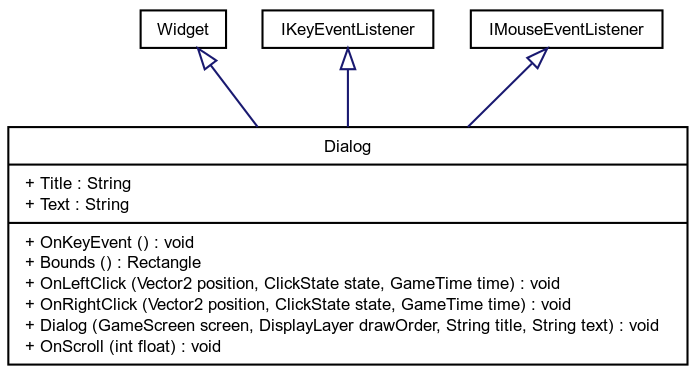 Widget
IKeyEventListener
IMouseEventListener
Dialog
+ Title : String
+ Text : String
+ OnKeyEvent () : void
+ Bounds () : Rectangle
+ OnLeftClick (Vector2 position, ClickState state, GameTime time) : void
+ OnRightClick (Vector2 position, ClickState state, GameTime time) : void
+ Dialog (GameScreen screen, DisplayLayer drawOrder, String title, String text) : void
+ OnScroll (int float) : void